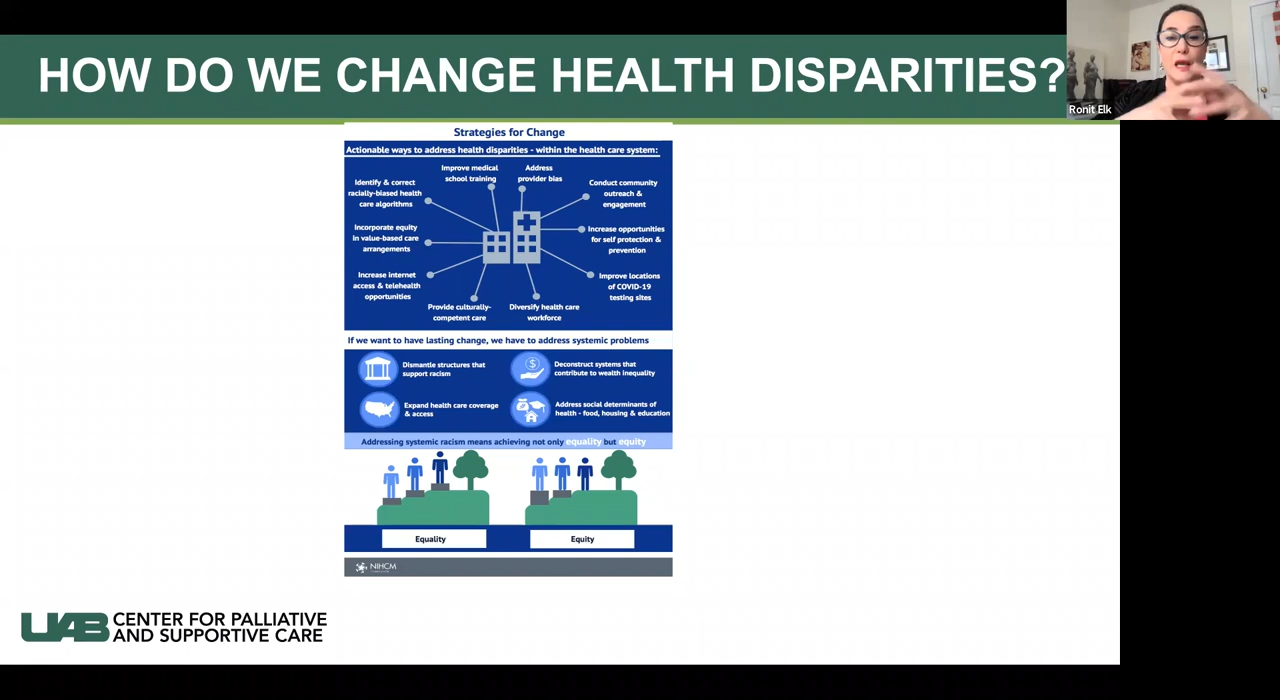 HOW DO WE CHANGE HEALTH DISPARITIES?
Ronit Elk
Strategies for Change
Actionable ways to address health disparities - within the health care system:
Improve medical
school training
Address
provider bias
Identify & correct
racially-biased health
care algorithms
Conduct community
outreach &
engagement
Incorporate equity
in value-based care
arrangements
Increase opportunities
for self protection &
prevention
Increase internet
access & telehealth
opportunities
Improve locations
of COVID-19
testing sites
Provide culturally-
competent care
Diversify health care
workforce
If we want to have lasting change, we have to address systemic problems
Dismantle structures that
support racism
Deconstruct systems that
contribute to wealth inequality
Expand health care coverage
& access
Address social determinants of
health - food, housing & education
$
Addressing systemic racism means achieving not only equality but equity
Equality
Equity
NIHCM
UAB
CENTER FOR PALLIATIVE
AND SUPPORTIVE CARE